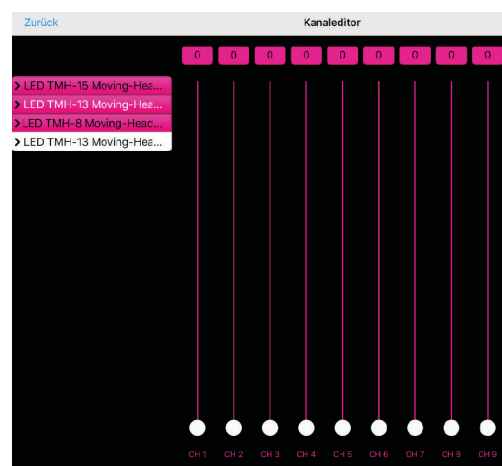 Zurück Kanaleditor
0 0 0 0 0 0 0 0 0
> LED TMH-15 Moving-Hea...
> LED TMH-13 Moving-Hea...
> LED TMH-8 Moving-Head...
> LED TMH-13 Moving-Hea...
CH 1 CH 2 CH 3 CH 4 CH 5 CH 6 CH 7 CH 8 CH 9